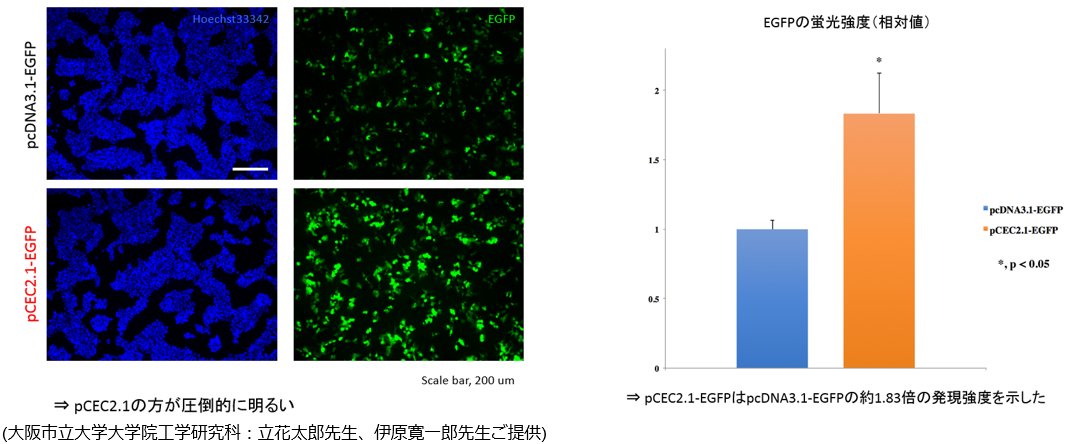 Hoechst33342
EGFP
pcDNA3.1-EGFP
pCEC2.1-EGFP
Scale bar, 200 um
⇒ pCEC2.1の方が圧倒的に明るい
(大阪市立大学大学院工学研究科：立花太郎先生、伊原寛一郎先生ご提供)
EGFPの蛍光強度（相対値）
*
2
1.5
1
0.5
0
pcDNA3.1-EGFP
pCEC2.1-EGFP
*, p < 0.05
⇒ pCEC2.1-EGFPはpcDNA3.1-EGFPの約1.83倍の発現強度を示した